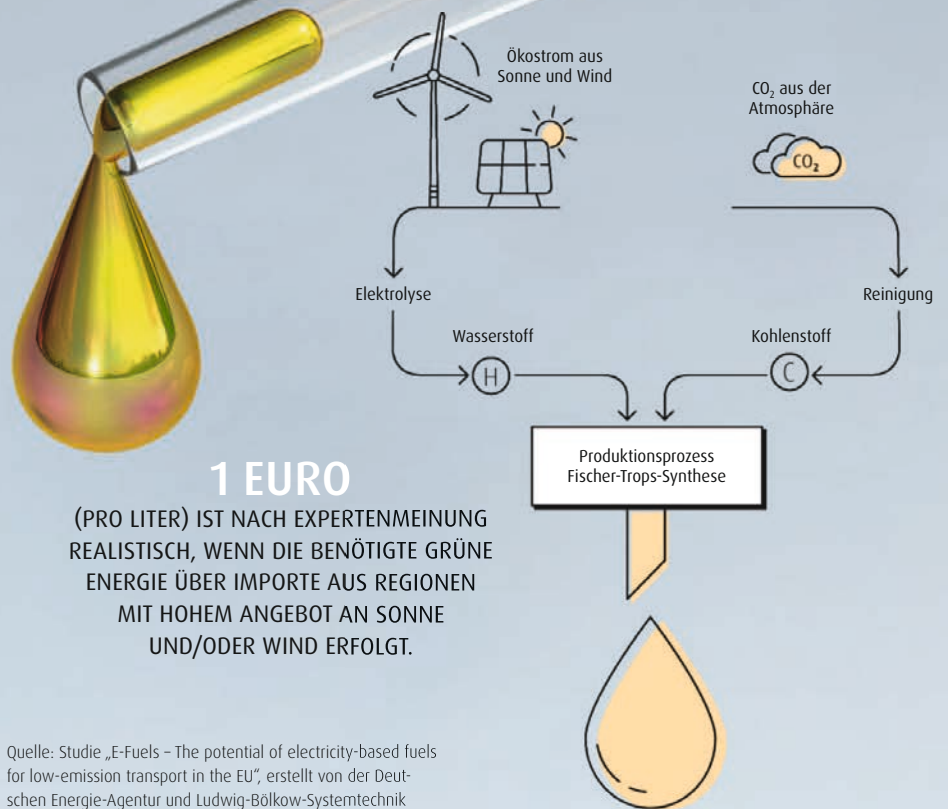 Ökostrom aus
Sonne und Wind
CO₂ aus der
Atmosphäre
CO₂
Elektrolyse
Reinigung
Wasserstoff
Kohlenstoff
H
C
Produktionsprozess
Fischer-Trops-Synthese
1 EURO
(PRO LITER) IST NACH EXPERTENMEINUNG
REALISTISCH, WENN DIE BENÖTIGTE GRÜNE
ENERGIE ÜBER IMPORTE AUS REGIONEN
MIT HOHEM ANGEBOT AN SONNE
UND/ODER WIND ERFOLGT.
Quelle: Studie „E-Fuels – The potential of electricity-based fuels
for low-emission transport in the EU“, erstellt von der Deut-
schen Energie-Agentur und Ludwig-Bölkow-Systemtechnik